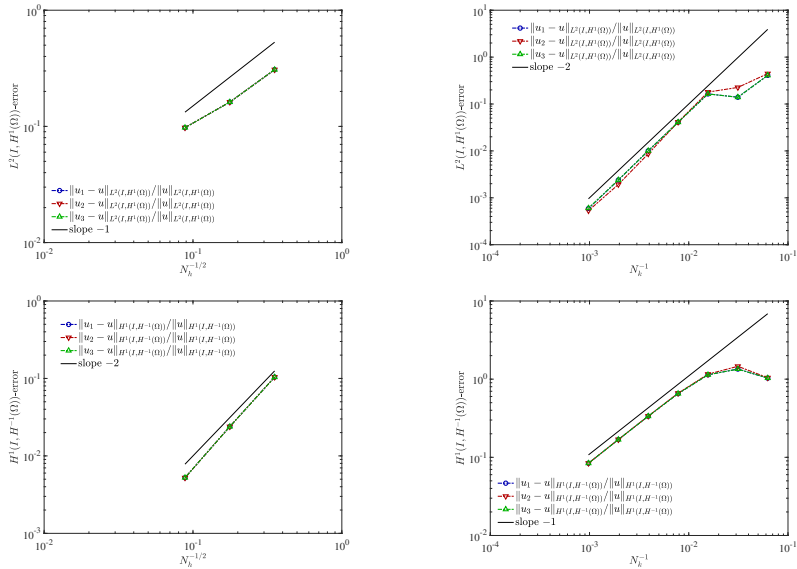 10^0
10^{-1}
10^{-2}
L^2(I, H^1(Ω))-error
‖u_1 − u‖_{L^2(I,H^1(Ω))}/‖u‖_{L^2(I,H^1(Ω))}
‖u_2 − u‖_{L^2(I,H^1(Ω))}/‖u‖_{L^2(I,H^1(Ω))}
‖u_3 − u‖_{L^2(I,H^1(Ω))}/‖u‖_{L^2(I,H^1(Ω))}
slope −1
10^{-2} 10^{-1} 10^0
N_h^{-1/2}
10^1
10^0
10^{-1}
10^{-2}
10^{-3}
10^{-4}
L^2(I, H^1(Ω))-error
‖u_1 − u‖_{L^2(I,H^1(Ω))}/‖u‖_{L^2(I,H^1(Ω))}
‖u_2 − u‖_{L^2(I,H^1(Ω))}/‖u‖_{L^2(I,H^1(Ω))}
‖u_3 − u‖_{L^2(I,H^1(Ω))}/‖u‖_{L^2(I,H^1(Ω))}
slope −2
10^{-4} 10^{-3} 10^{-2} 10^{-1}
N_k^{-1}
10^0
10^{-1}
10^{-2}
10^{-3}
H^1(I, H^{-1}(Ω))-error
‖u_1 − u‖_{H^1(I,H^{-1}(Ω))}/‖u‖_{H^1(I,H^{-1}(Ω))}
‖u_2 − u‖_{H^1(I,H^{-1}(Ω))}/‖u‖_{H^1(I,H^{-1}(Ω))}
‖u_3 − u‖_{H^1(I,H^{-1}(Ω))}/‖u‖_{H^1(I,H^{-1}(Ω))}
slope −2
10^{-2} 10^{-1} 10^0
N_h^{-1/2}
10^1
10^0
10^{-1}
10^{-2}
H^1(I, H^{-1}(Ω))-error
‖u_1 − u‖_{H^1(I,H^{-1}(Ω))}/‖u‖_{H^1(I,H^{-1}(Ω))}
‖u_2 − u‖_{H^1(I,H^{-1}(Ω))}/‖u‖_{H^1(I,H^{-1}(Ω))}
‖u_3 − u‖_{H^1(I,H^{-1}(Ω))}/‖u‖_{H^1(I,H^{-1}(Ω))}
slope −1
10^{-4} 10^{-3} 10^{-2} 10^{-1}
N_k^{-1}